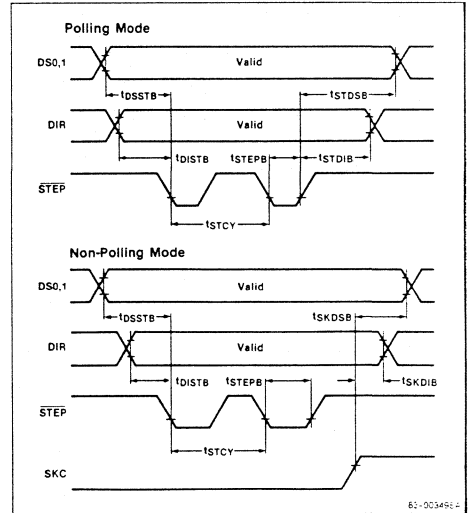 Polling Mode
DS0,1
Valid
tDSSTB
tSTDSB
DIR
Valid
tDISTB
tSTEPB
tSTDIB
STEP
tSTCY
Non-Polling Mode
DS0,1
Valid
tDSSTB
tSKDSB
DIR
Valid
tDISTB
tSTEPB
tSKDIB
STEP
tSTCY
SKC
83-003498A